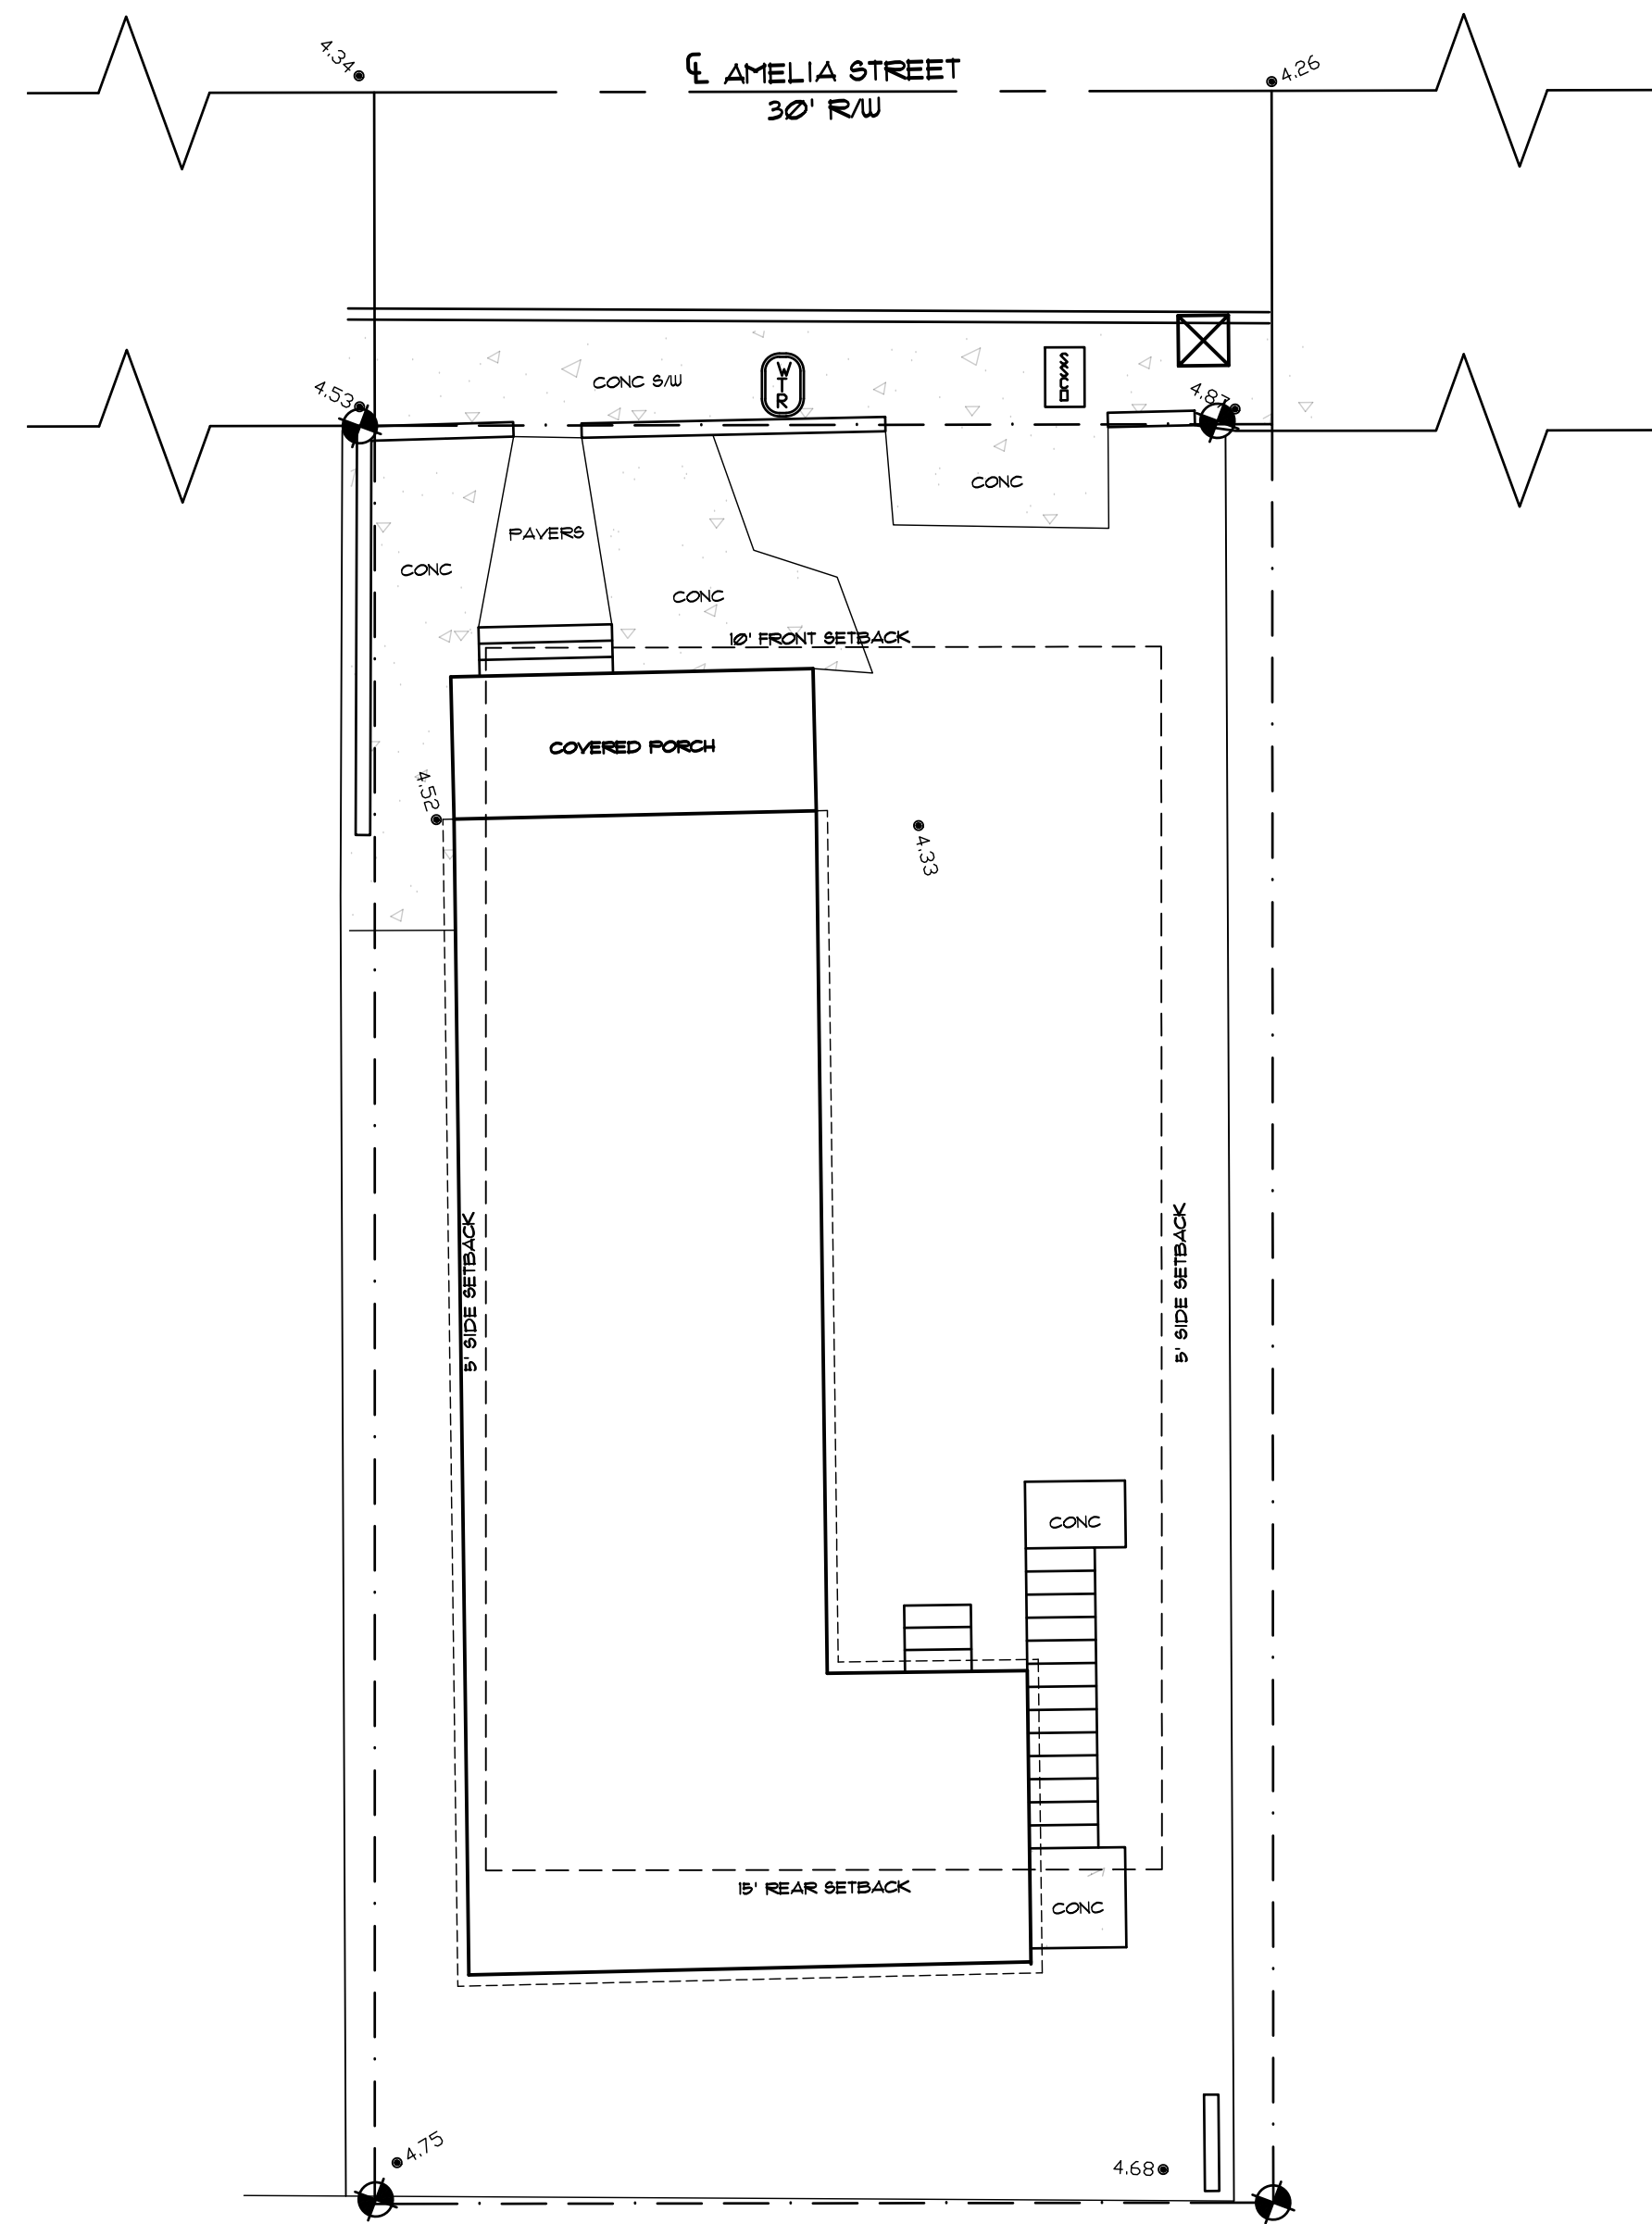 4.34
℄ AMELIA STREET
4.26
30' R/W
CONC S/W
W
T
R
4.53
4.87
CONC
PAVERS
CONC
CONC
10' FRONT SETBACK
COVERED PORCH
4.52
4.33
5' SIDE SETBACK
5' SIDE SETBACK
CONC
15' REAR SETBACK
CONC
4.75
4.68